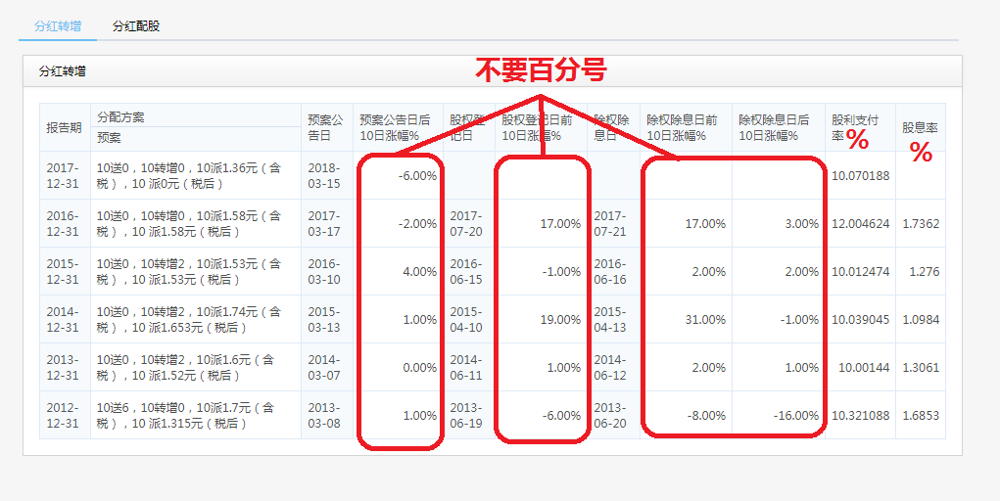 分红转增 分红配股
不要百分号
分红转增
报告期 分配方案 预案公告日 预案公告日后10日涨幅% 股权登记日 股权登记日前10日涨幅% 除权除息日 除权除息日前10日涨幅% 除权除息日后10日涨幅% 股利支付率% 股息率%
预案
2017-12-31 10送0，10转增0，10派1.36元（含税），10 派0元（税后） 2018-03-15 -6.00% 10.070188
2016-12-31 10送0，10转增0，10派1.58元（含税），10 派1.58元（税后） 2017-03-17 -2.00% 2017-07-20 17.00% 2017-07-21 17.00% 3.00% 12.004624 1.7362
2015-12-31 10送0，10转增2，10派1.53元（含税），10 派1.53元（税后） 2016-03-10 4.00% 2016-06-15 -1.00% 2016-06-16 2.00% 2.00% 10.012474 1.276
2014-12-31 10送0，10转增2，10派1.74元（含税），10 派1.653元（税后） 2015-03-13 1.00% 2015-04-10 19.00% 2015-04-13 31.00% -1.00% 10.039045 1.0984
2013-12-31 10送0，10转增2，10派1.6元（含税），10 派1.52元（税后） 2014-03-07 0.00% 2014-06-11 1.00% 2014-06-12 2.00% 1.00% 10.00144 1.3061
2012-12-31 10送6，10转增0，10派1.7元（含税），10 派1.315元（税后） 2013-03-08 1.00% 2013-06-19 -6.00% 2013-06-20 -8.00% -16.00% 10.321088 1.6853